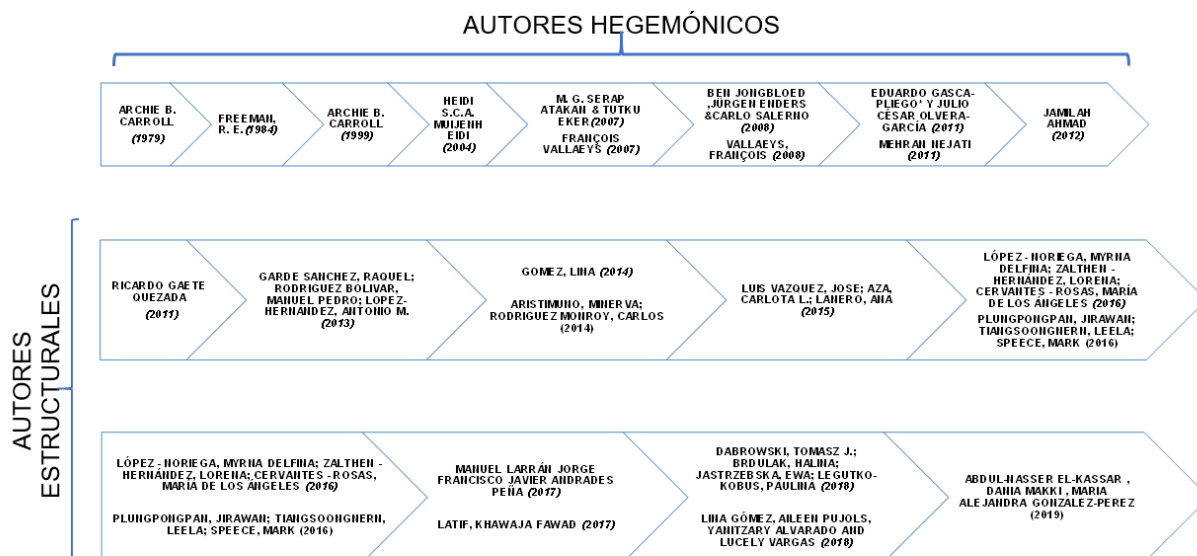 AUTORES HEGEMÓNICOS
ARCHIE B.
CARROLL
(1979)
FREEMAN,
R. E. (1984)
ARCHIE B.
CARROLL
(1999)
HEIDI
S.C.A.
MUIJENH
EIDI
(2004)
M. G. SERAP
ATAKAN & TUTKU
EKER (2007)
FRANÇOIS
VALLAEYS (2007)
BEN JONGBLOED
,JÜRGEN ENDERS
&CARLO SALERNO
(2008)
VALLAEYS,
FRANÇOIS (2008)
EDUARDO GASCA-
PLIEGO* Y JULIO
CÉSAR OLVERA-
GARCÍA (2011)
MEHRAN NEJATI
(2011)
JAMILAH
AHMAD
(2012)
AUTORES
ESTRUCTURALES
RICARDO GAETE
QUEZADA
(2011)
GARDE SANCHEZ, RAQUEL;
RODRIGUEZ BOLIVAR,
MANUEL PEDRO; LOPEZ-
HERNANDEZ, ANTONIO M.
(2013)
GOMEZ, LINA (2014)
ARISTIMUNO, MINERVA;
RODRIGUEZ MONROY, CARLOS
(2014)
LUIS VAZQUEZ, JOSE; AZA,
CARLOTA L.; LANERO, ANA
(2015)
LÓPEZ - NORIEGA, MYRNA
DELFINA; ZALTHEN -
HERNÁNDEZ, LORENA;
CERVANTES - ROSAS, MARÍA
DE LOS ÁNGELES (2016)
PLUNGPONGPAN, JIRAWAN;
TIANGSOONGNERN, LEELA;
SPEECE, MARK (2016)
LÓPEZ - NORIEGA, MYRNA DELFINA; ZALTHEN -
HERNÁNDEZ, LORENA; CERVANTES - ROSAS,
MARÍA DE LOS ÁNGELES (2016)
PLUNGPONGPAN, JIRAWAN; TIANGSOONGNERN,
LEELA; SPEECE, MARK (2016)
MANUEL LARRÁN JORGE
FRANCISCO JAVIER ANDRADES
PEÑA (2017)
LATIF, KHAWAJA FAWAD (2017)
DABROWSKI, TOMASZ J.;
BRDULAK, HALINA;
JASTRZEBSKA, EWA; LEGUTKO-
KOBUS, PAULINA (2018)
LINA GÓMEZ, AILEEN PUJOLS,
YANITZARY ALVARADO AND
LUCELY VARGAS (2018)
ABDUL-NASSER EL-KASSAR ,
DANIA MAKKI , MARIA
ALEJANDRA GONZALEZ-PEREZ
(2019)